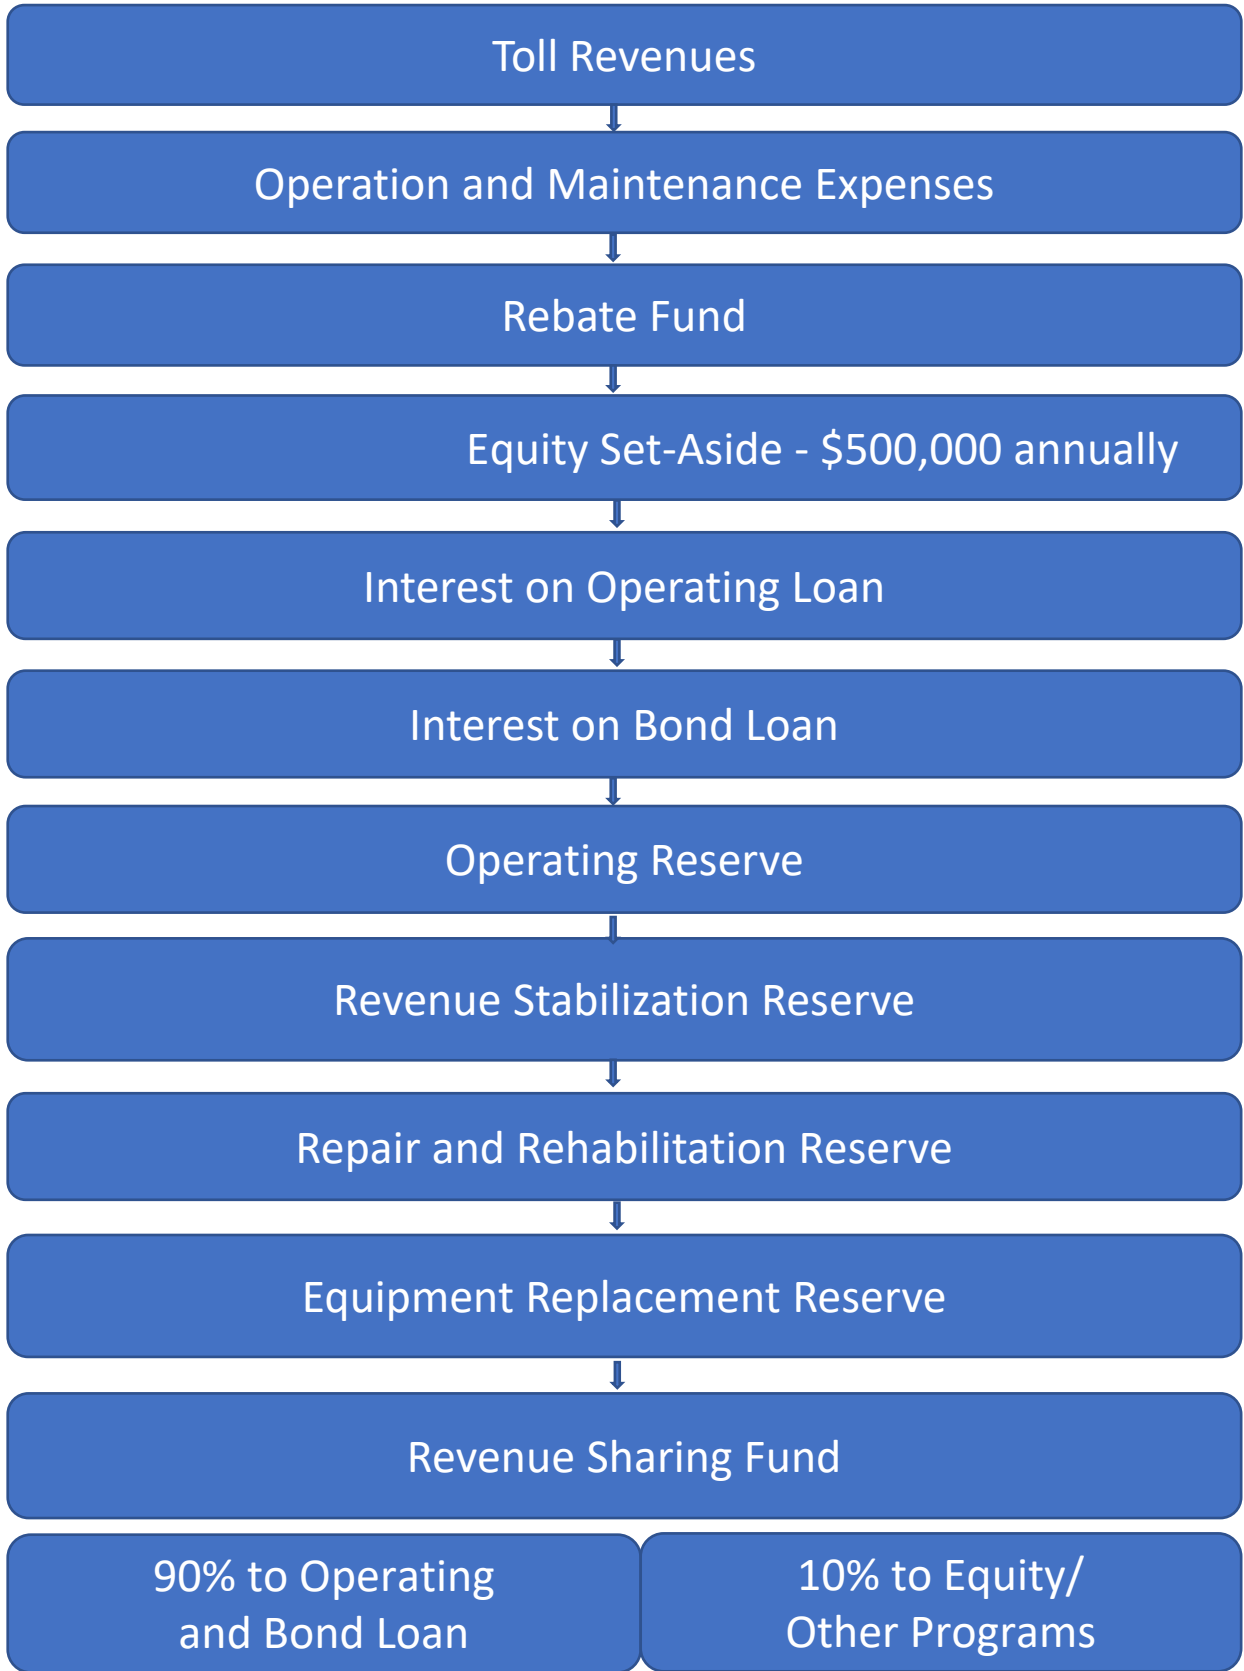 Toll Revenues
Operation and Maintenance Expenses
Rebate Fund
Equity Set-Aside - $500,000 annually
Interest on Operating Loan
Interest on Bond Loan
Operating Reserve
Revenue Stabilization Reserve
Repair and Rehabilitation Reserve
Equipment Replacement Reserve
Revenue Sharing Fund
90% to Operating
and Bond Loan
10% to Equity/
Other Programs